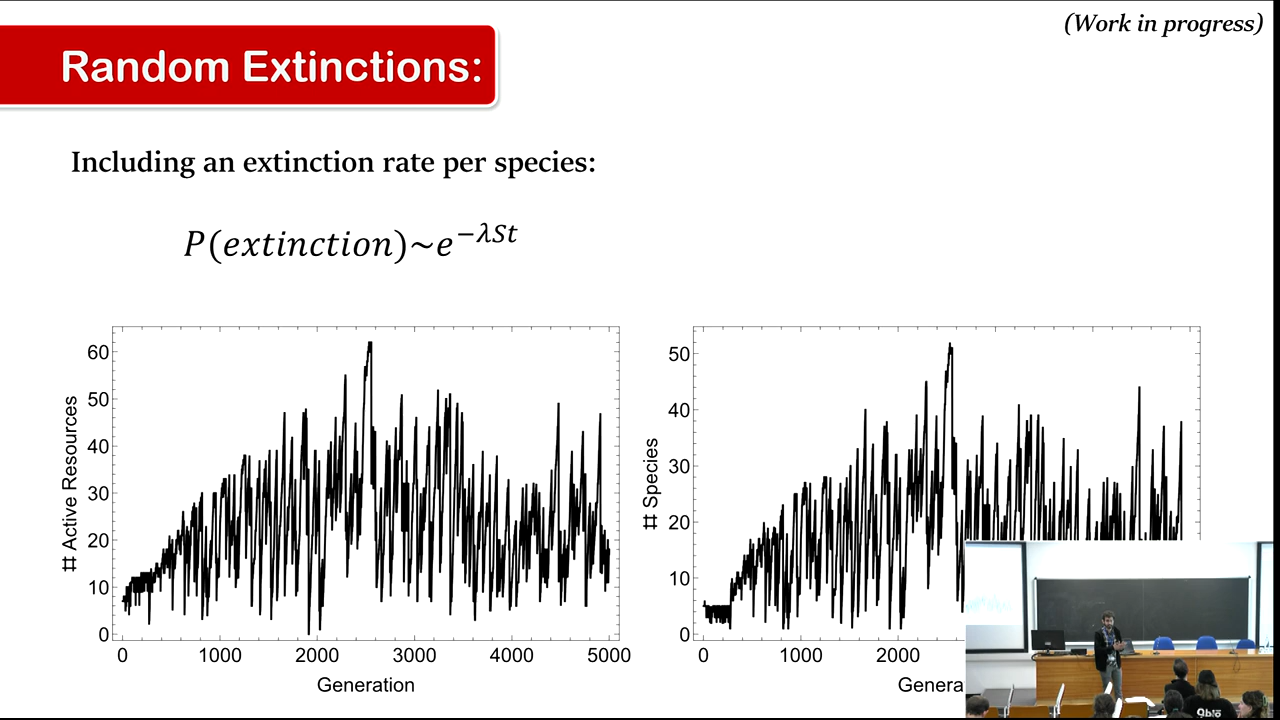 (Work in progress)
Random Extinctions:
Including an extinction rate per species:
P(extinction)~e^{-λSt}
60
50
40
30
20
10
0
# Active Resources
0 1000 2000 3000 4000 5000
Generation
50
40
30
20
10
0
# Species
0 1000 2000
Genera